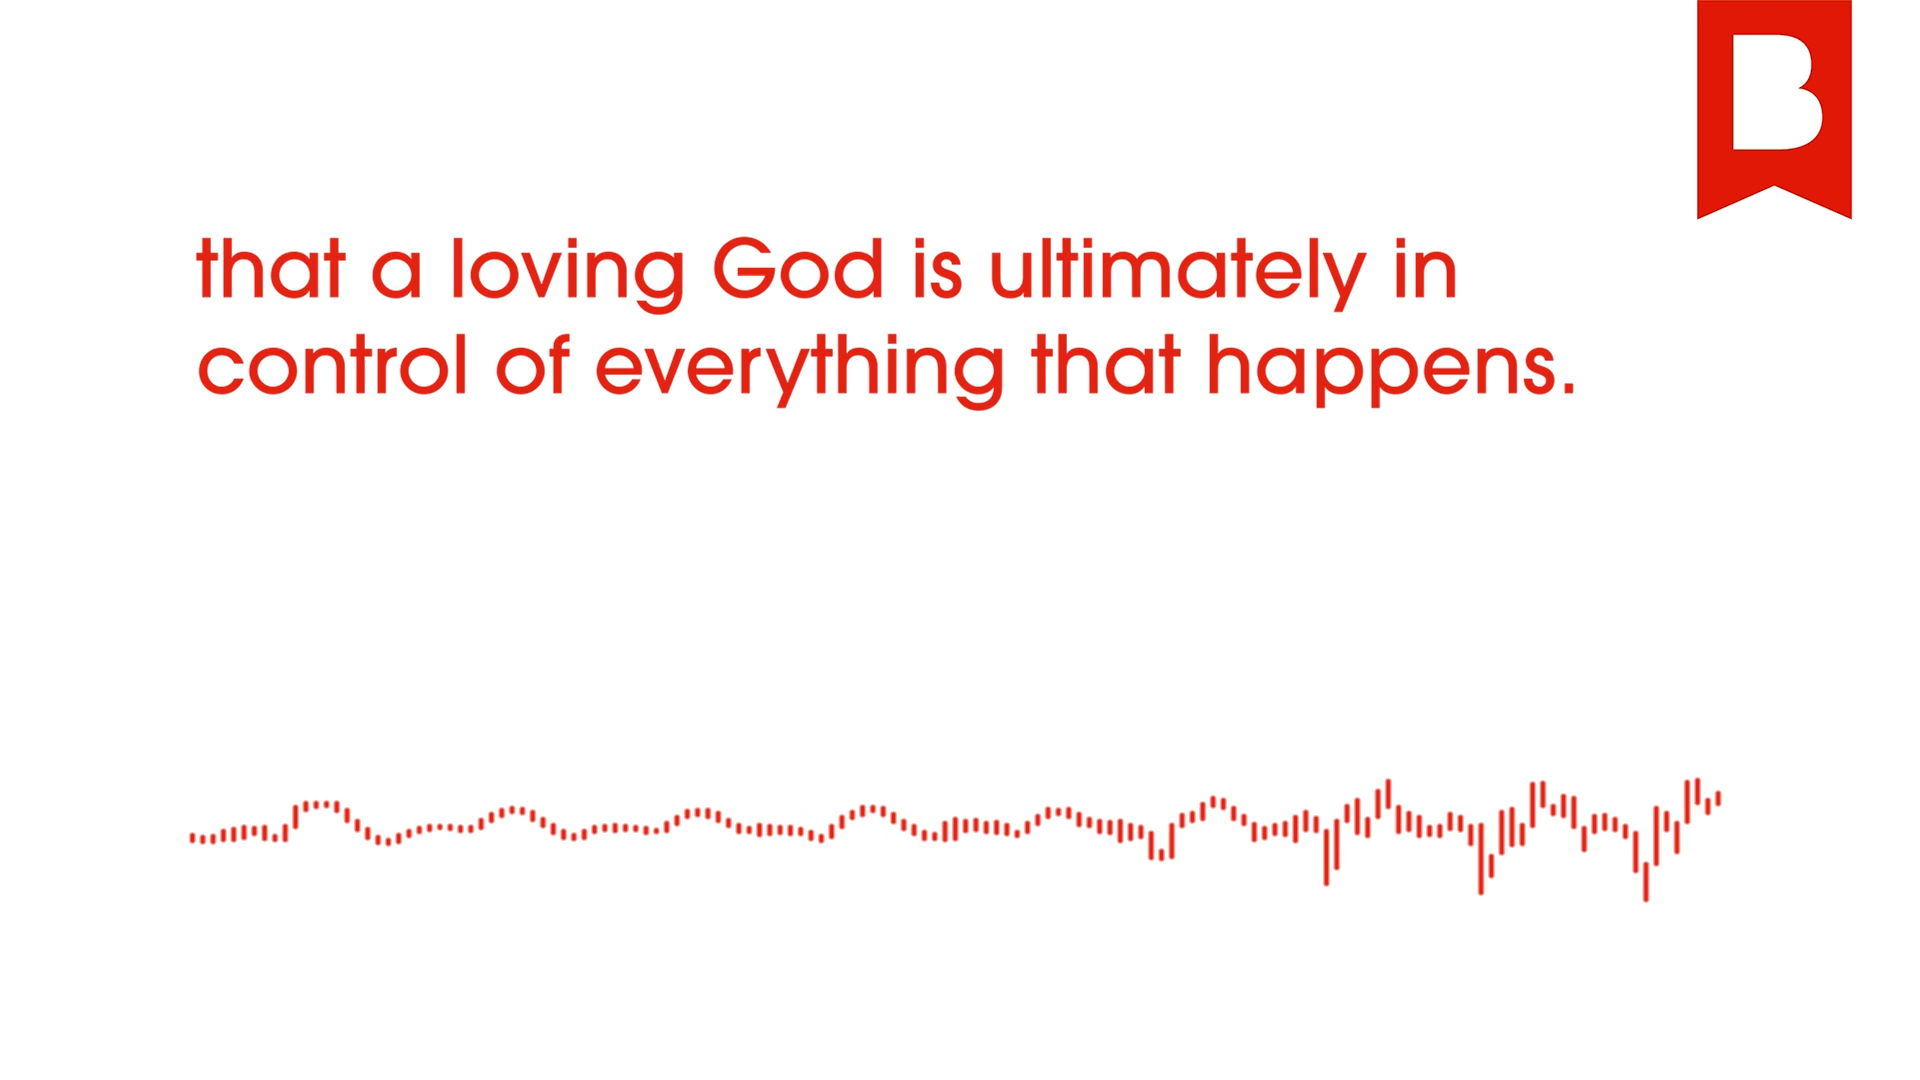 B
that a loving God is ultimately in
control of everything that happens.